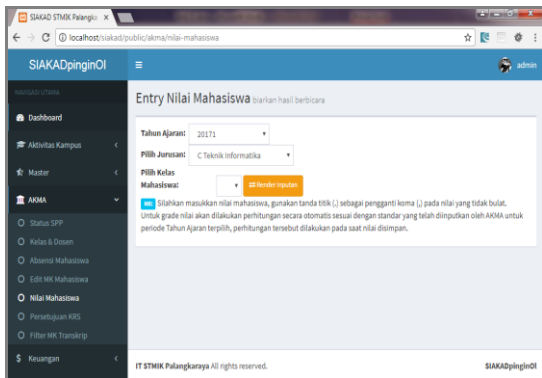 SIAKAD STMIK Palangka
localhost/siakad/public/akma/nilai-mahasiswa
SIAKADpinginOl
admin
NAVIGASI UTAMA
Dashboard
Aktivitas Kampus
Master
AKMA
Status SPP
Kelas & Dosen
Absensi Mahasiswa
Edit MK Mahasiswa
Nilai Mahasiswa
Persetujuan KRS
Filter MK Transkrip
Keuangan
Entry Nilai Mahasiswa biarkan hasil berbicara
Tahun Ajaran: 20171
Pilih Jurusan: C Teknik Informatika
Pilih Kelas
Mahasiswa: Render Inputan
Silahkan masukkan nilai mahasiswa, gunakan tanda titik (.) sebagai pengganti koma (,) pada nilai yang tidak bulat.
Untuk grade nilai akan dilakukan perhitungan secara otomatis sesuai dengan standar yang telah diinputkan oleh AKMA untuk
periode Tahun Ajaran terpilih, perhitungan tersebut dilakukan pada saat nilai disimpan.
IT STMIK Palangkaraya All rights reserved.
SIAKADpinginOl